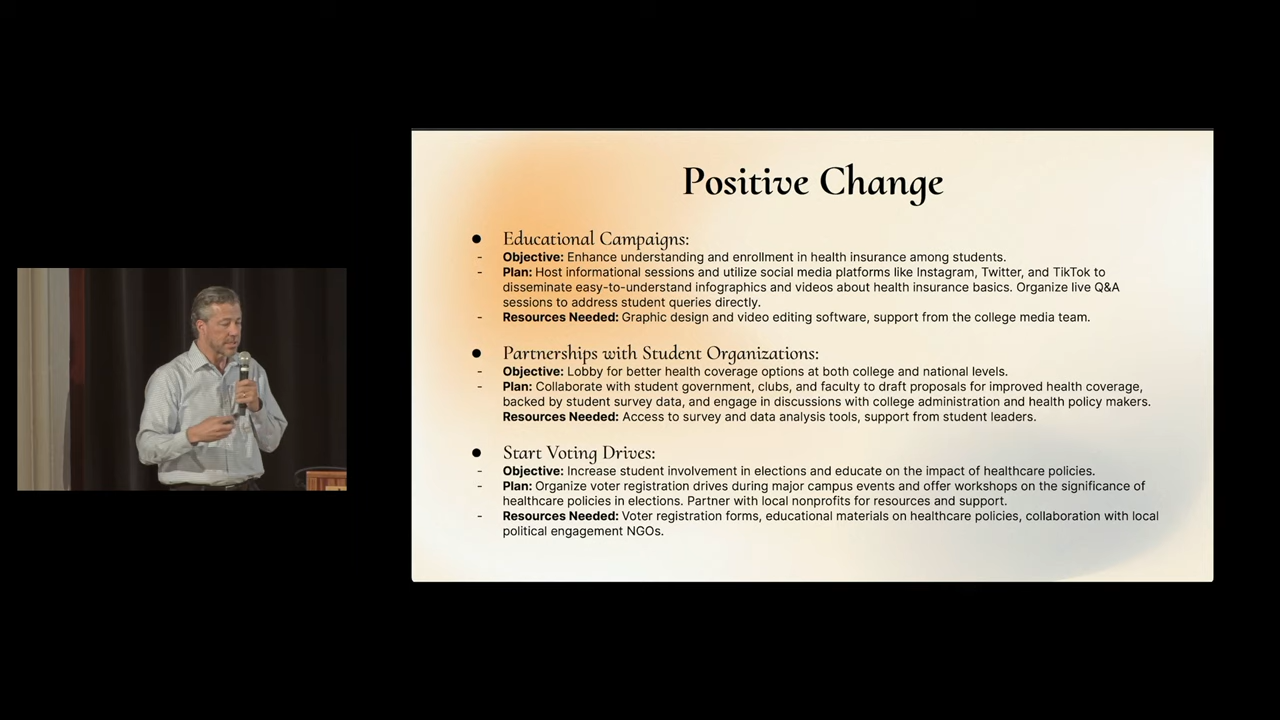 Positive Change
● Educational Campaigns:
- Objective: Enhance understanding and enrollment in health insurance among students.
- Plan: Host informational sessions and utilize social media platforms like Instagram, Twitter, and TikTok to
disseminate easy-to-understand infographics and videos about health insurance basics. Organize live Q&A
sessions to address student queries directly.
- Resources Needed: Graphic design and video editing software, support from the college media team.
● Partnerships with Student Organizations:
- Objective: Lobby for better health coverage options at both college and national levels.
- Plan: Collaborate with student government, clubs, and faculty to draft proposals for improved health coverage,
backed by student survey data, and engage in discussions with college administration and health policy makers.
Resources Needed: Access to survey and data analysis tools, support from student leaders.
● Start Voting Drives:
- Objective: Increase student involvement in elections and educate on the impact of healthcare policies.
- Plan: Organize voter registration drives during major campus events and offer workshops on the significance of
healthcare policies in elections. Partner with local nonprofits for resources and support.
- Resources Needed: Voter registration forms, educational materials on healthcare policies, collaboration with local
political engagement NGOs.